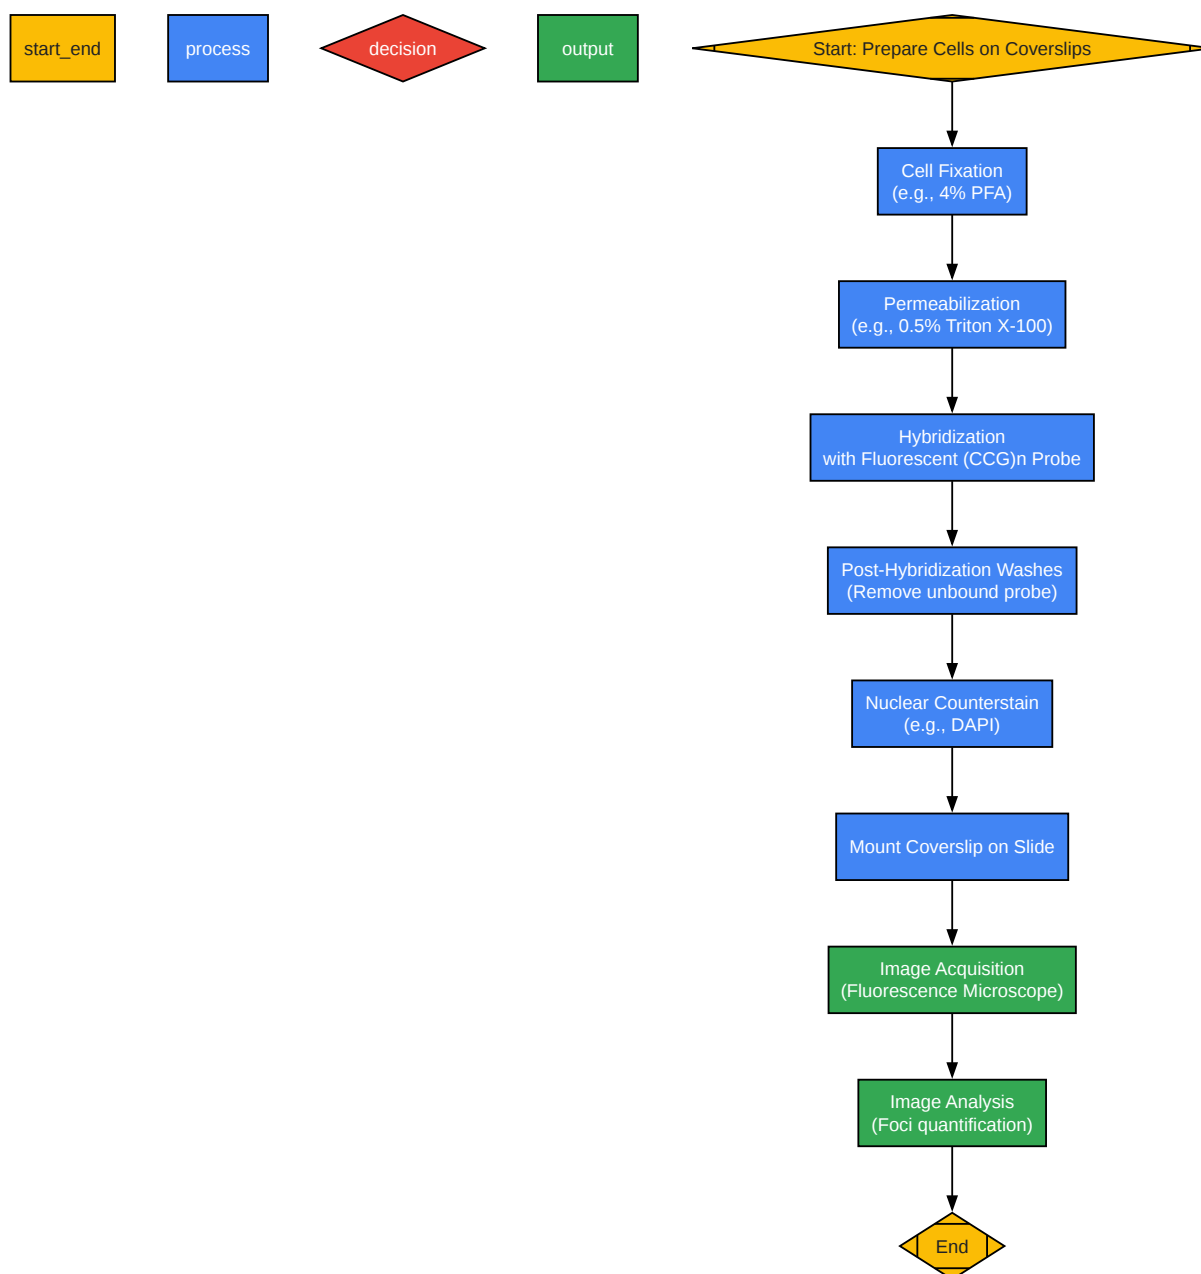 start_end
process
decision
output
Start: Prepare Cells on Coverslips
Cell Fixation
(e.g., 4% PFA)
Permeabilization
(e.g., 0.5% Triton X-100)
Hybridization
with Fluorescent (CCG)n Probe
Post-Hybridization Washes
(Remove unbound probe)
Nuclear Counterstain
(e.g., DAPI)
Mount Coverslip on Slide
Image Acquisition
(Fluorescence Microscope)
Image Analysis
(Foci quantification)
End